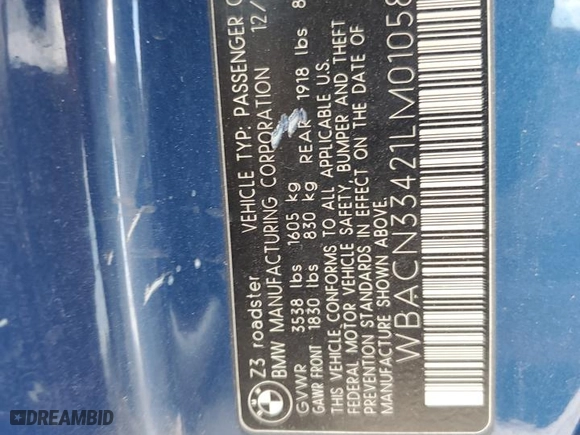 Z3 roadster VEHICLE TYP: PASSENGER
BMW MANUFACTURING CORPORATION 12/
GVWR 3538 lbs 1605 kg
GAWR FRONT 1830 lbs 830 kg REAR 1918 lbs 8
THIS VEHICLE CONFORMS TO ALL APPLICABLE U.S.
FEDERAL MOTOR VEHICLE SAFETY, BUMPER AND THEFT
PREVENTION STANDARDS IN EFFECT ON THE DATE OF
MANUFACTURE SHOWN ABOVE.
WBACN33421LM01058
DREAMBID